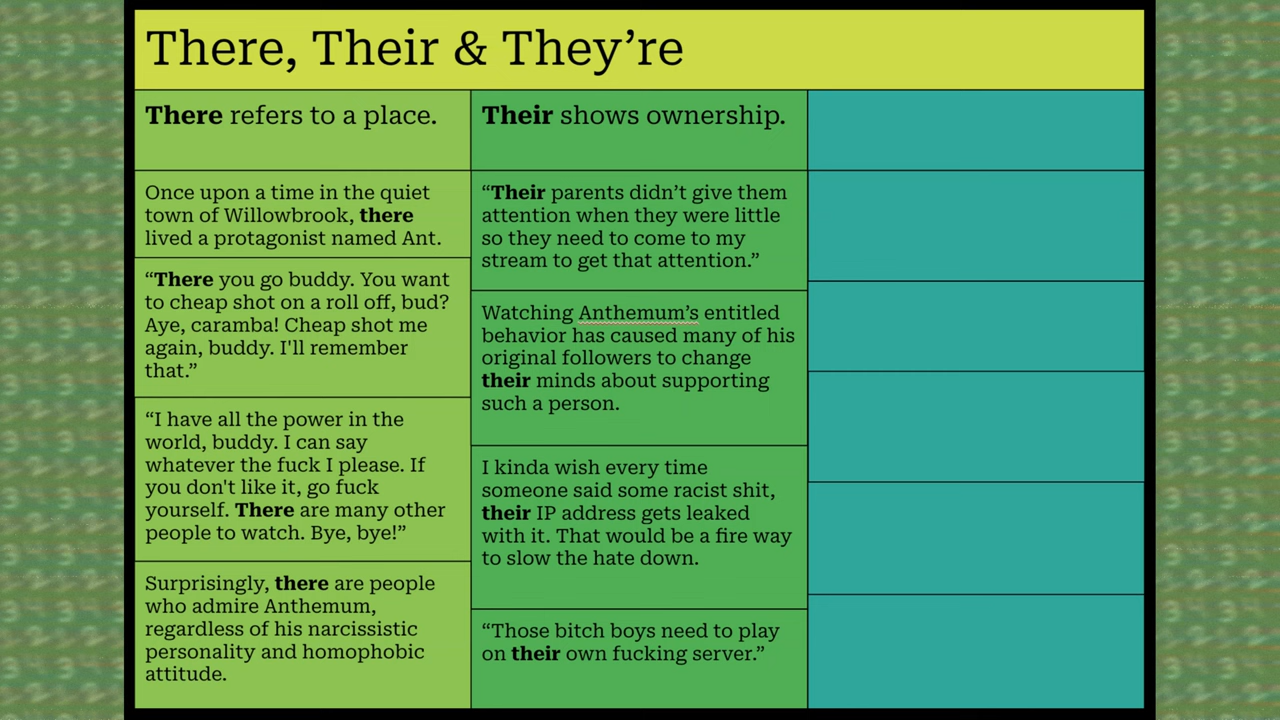 There, Their & They’re
There refers to a place.
Once upon a time in the quiet
town of Willowbrook, there
lived a protagonist named Ant.
“There you go buddy. You want
to cheap shot on a roll off, bud?
Aye, caramba! Cheap shot me
again, buddy. I'll remember
that.”
“I have all the power in the
world, buddy. I can say
whatever the fuck I please. If
you don't like it, go fuck
yourself. There are many other
people to watch. Bye, bye!”
Surprisingly, there are people
who admire Anthemum,
regardless of his narcissistic
personality and homophobic
attitude.
Their shows ownership.
“Their parents didn’t give them
attention when they were little
so they need to come to my
stream to get that attention.”
Watching Anthemum’s entitled
behavior has caused many of his
original followers to change
their minds about supporting
such a person.
I kinda wish every time
someone said some racist shit,
their IP address gets leaked
with it. That would be a fire way
to slow the hate down.
“Those bitch boys need to play
on their own fucking server.”